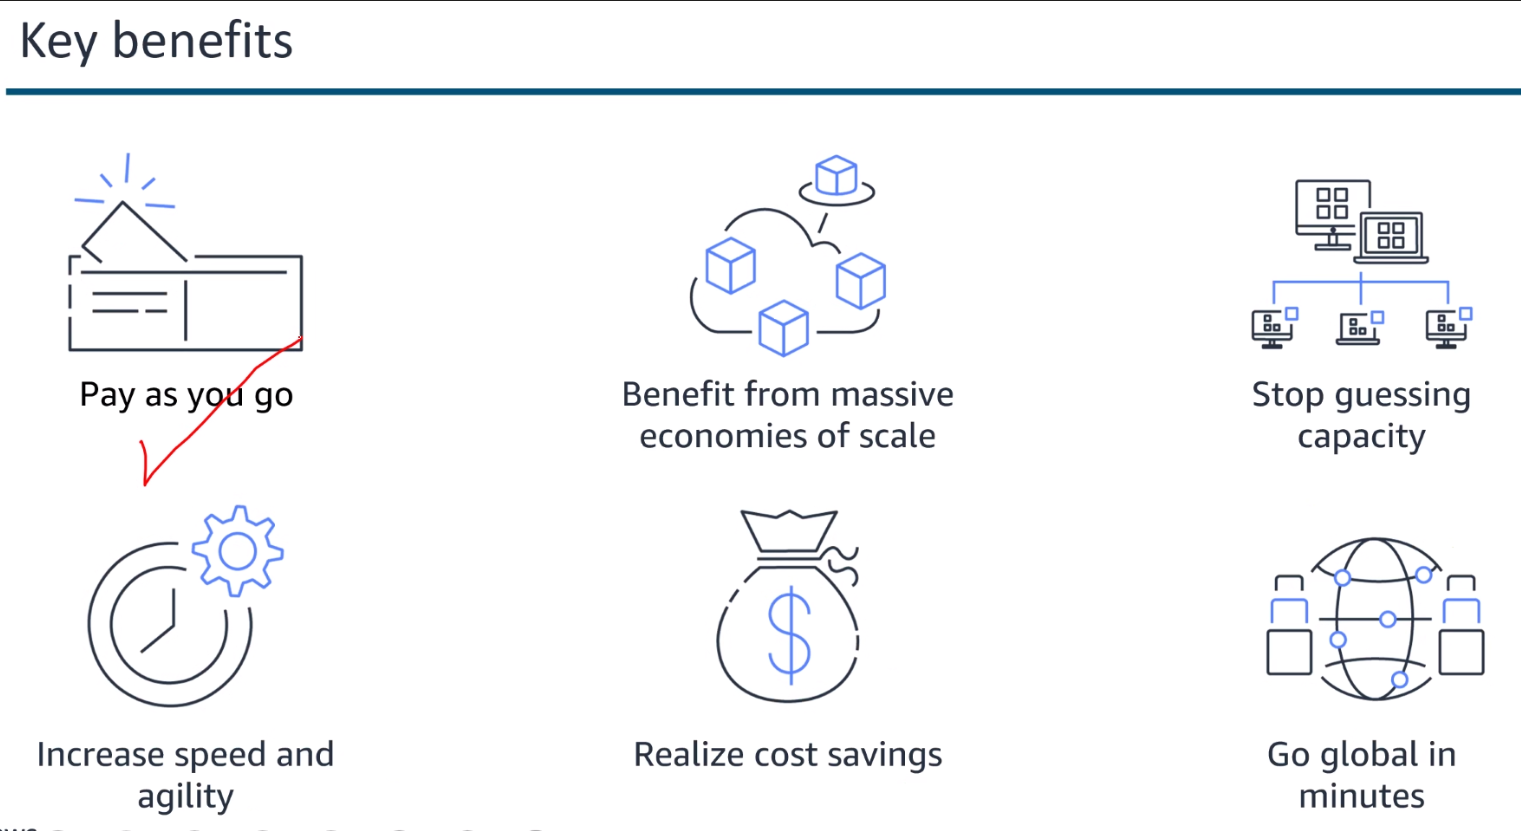 Key benefits
Pay as you go
Benefit from massive
economies of scale
Stop guessing
capacity
Increase speed and
agility
Realize cost savings
Go global in
minutes